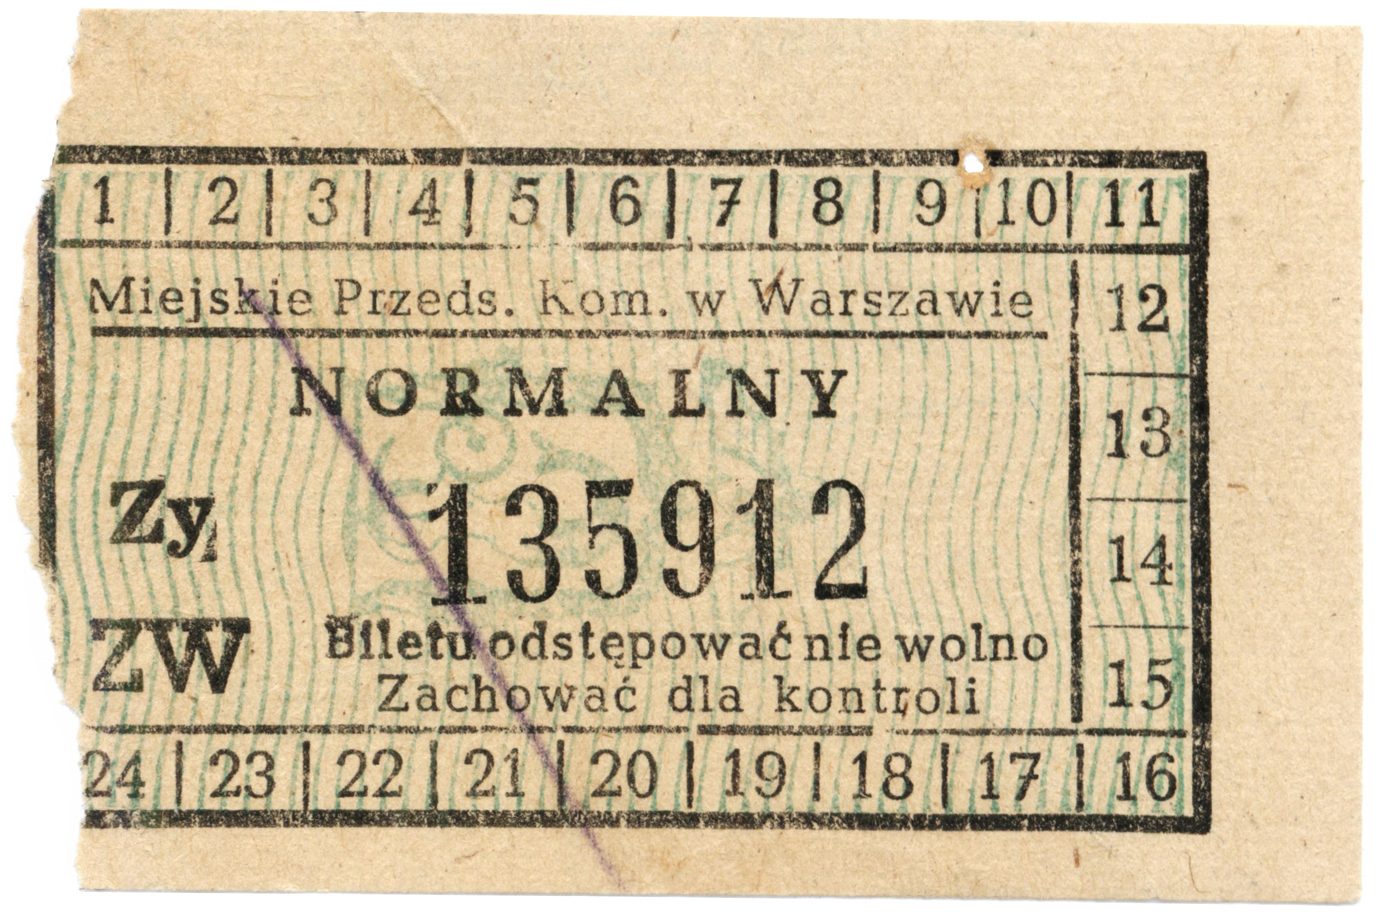 1 | 2 | 3 | 4 | 5 | 6 | 7 | 8 | 9 | 10 | 11
Miejskie Przeds. Kom. w Warszawie
12
NORMALNY
13
Zy 135912
14
ZW Biletu odstępować nie wolno
Zachować dla kontroli
15
24 | 23 | 22 | 21 | 20 | 19 | 18 | 17 | 16